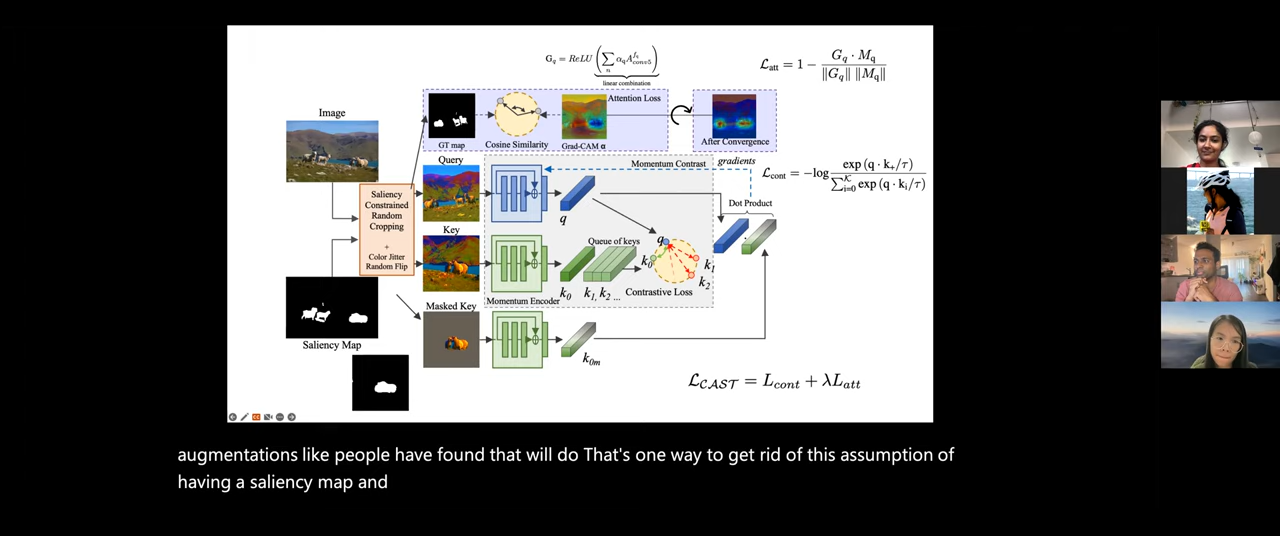 G_q = ReLU ( ∑_n α_q A^{f_q}_{conv5} )
linear combination
ℒ_att = 1 − G_q · M_q / ‖G_q‖ ‖M_q‖
Image
Attention Loss
GT map
Cosine Similarity
Grad-CAM α
After Convergence
Query
Momentum Contrast
gradients
ℒ_cont = −log exp (q · k_+/τ) / ∑^K_{i=0} exp (q · k_i/τ)
Saliency
Constrained
Random
Cropping
+
Color Jitter
Random Flip
q
Dot Product
Key
Queue of keys
q
k_0
k_1
k_2
Contrastive Loss
Momentum Encoder
k_0
k_1, k_2 ...
Masked Key
Saliency Map
k_0m
ℒ_CAST = L_cont + λL_att
CC
augmentations like people have found that will do That's one way to get rid of this assumption of
having a saliency map and